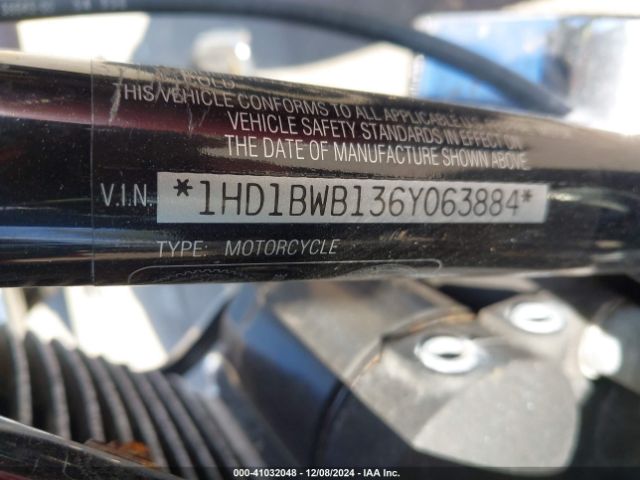 THIS VEHICLE CONFORMS TO ALL APPLICABLE U.S.
VEHICLE SAFETY STANDARDS IN EFFECT ON
THE DATE OF MANUFACTURE SHOWN ABOVE.
V.I.N. *1HD1BWB136Y063884*
TYPE: MOTORCYCLE
000-41032048 - 12/08/2024 - IAA Inc.